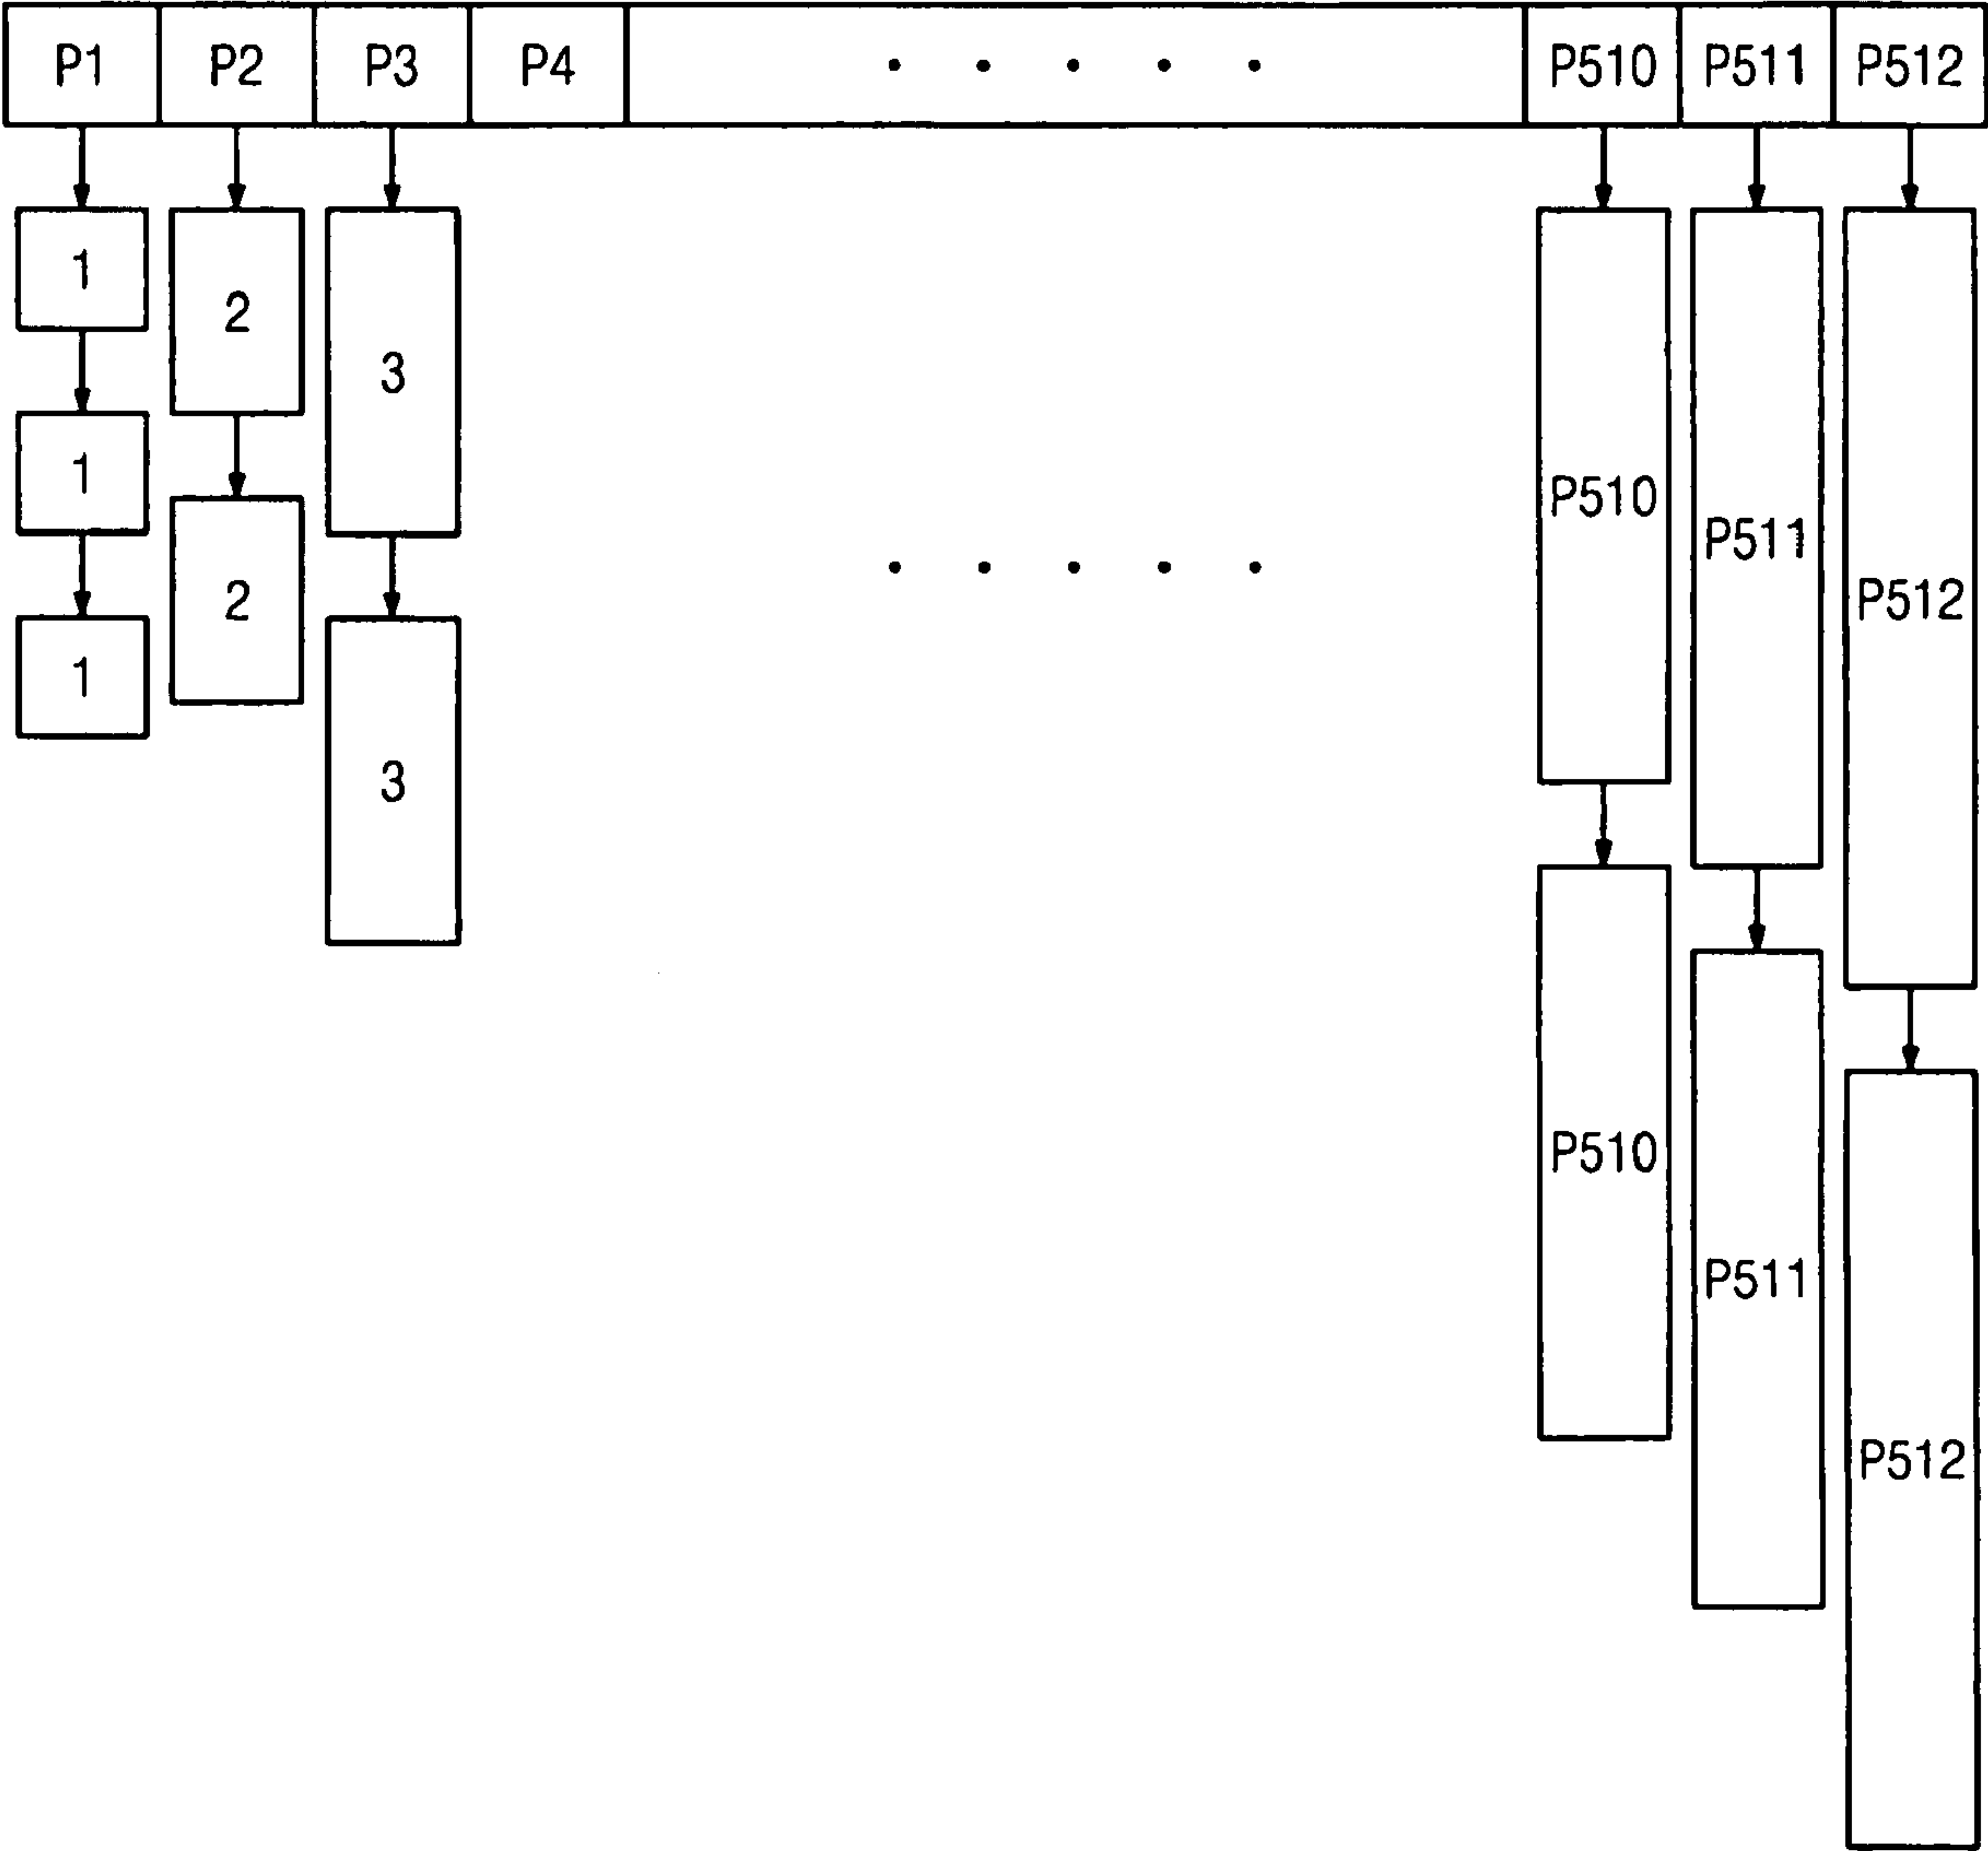 P1 P2 P3 P4 . . . . . P510 P511 P512
1
2
3
1
P510
P511
. . . . .
2
P512
1
3
P510
P511
P512